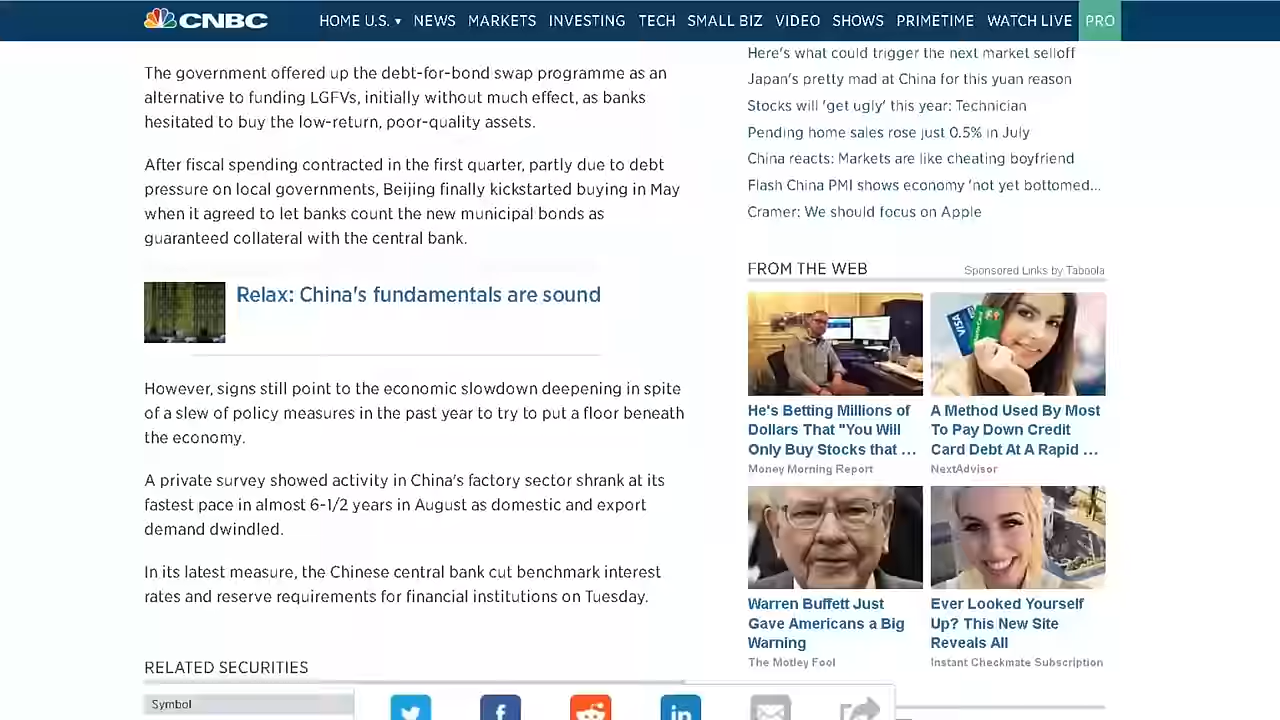 CNBC
HOME U.S. ▾ NEWS MARKETS INVESTING TECH SMALL BIZ VIDEO SHOWS PRIMETIME WATCH LIVE PRO
The government offered up the debt-for-bond swap programme as an
alternative to funding LGFVs, initially without much effect, as banks
hesitated to buy the low-return, poor-quality assets.
After fiscal spending contracted in the first quarter, partly due to debt
pressure on local governments, Beijing finally kickstarted buying in May
when it agreed to let banks count the new municipal bonds as
guaranteed collateral with the central bank.
Relax: China's fundamentals are sound
However, signs still point to the economic slowdown deepening in spite
of a slew of policy measures in the past year to try to put a floor beneath
the economy.
A private survey showed activity in China's factory sector shrank at its
fastest pace in almost 6-1/2 years in August as domestic and export
demand dwindled.
In its latest measure, the Chinese central bank cut benchmark interest
rates and reserve requirements for financial institutions on Tuesday.
RELATED SECURITIES
Symbol
Here's what could trigger the next market selloff
Japan's pretty mad at China for this yuan reason
Stocks will 'get ugly' this year: Technician
Pending home sales rose just 0.5% in July
China reacts: Markets are like cheating boyfriend
Flash China PMI shows economy 'not yet bottomed...
Cramer: We should focus on Apple
FROM THE WEB
Sponsored Links by Taboola
VISA
He's Betting Millions of
Dollars That "You Will
Only Buy Stocks that ...
Money Morning Report
A Method Used By Most
To Pay Down Credit
Card Debt At A Rapid ...
NextAdvisor
Warren Buffett Just
Gave Americans a Big
Warning
The Motley Fool
Ever Looked Yourself
Up? This New Site
Reveals All
Instant Checkmate Subscription